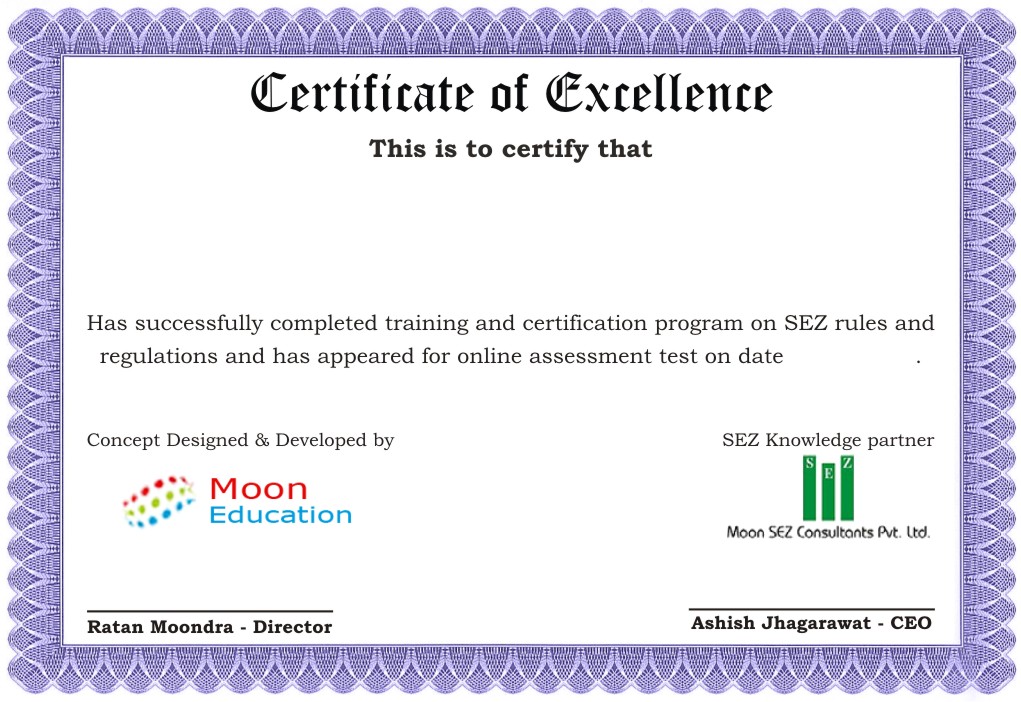 Certificate of Excellence
This is to certify that
Has successfully completed training and certification program on SEZ rules and
regulations and has appeared for online assessment test on date .
Concept Designed & Developed by
SEZ Knowledge partner
Moon
Education
S E Z
Moon SEZ Consultants Pvt. Ltd.
Ratan Moondra - Director
Ashish Jhagarawat - CEO